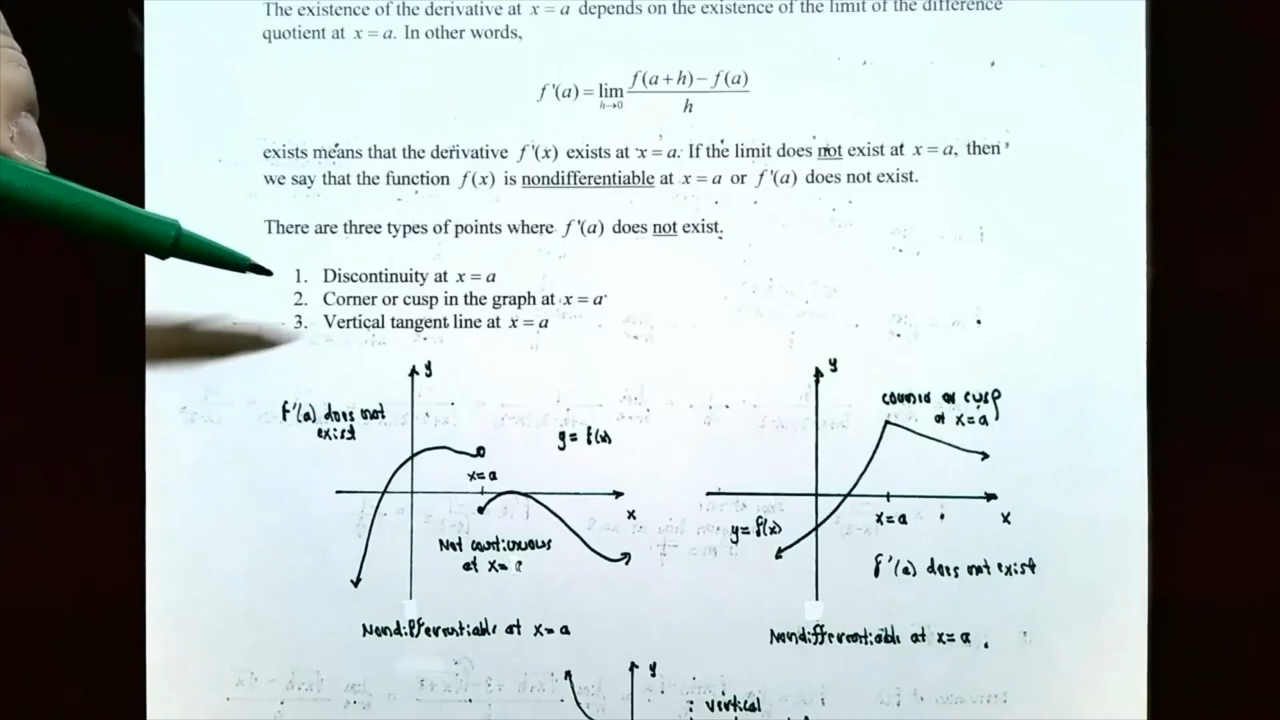 The existence of the derivative at x = a depends on the existence of the limit of the difference
quotient at x = a. In other words,
f'(a) = lim h→0 f(a+h) − f(a) / h
exists means that the derivative f'(x) exists at x = a. If the limit does not exist at x = a, then
we say that the function f(x) is nondifferentiable at x = a or f'(a) does not exist.
There are three types of points where f'(a) does not exist.
1. Discontinuity at x = a
2. Corner or cusp in the graph at x = a
3. Vertical tangent line at x = a
y
f'(a) does not
exist
y = f(x)
x = a
x
Not continuous
at x =
Nondifferentiable at x = a
y
or cusp
at x = a
y = f(x)
x = a
x
f'(a) does not exist
Nondifferentiable at x = a
y
vertical